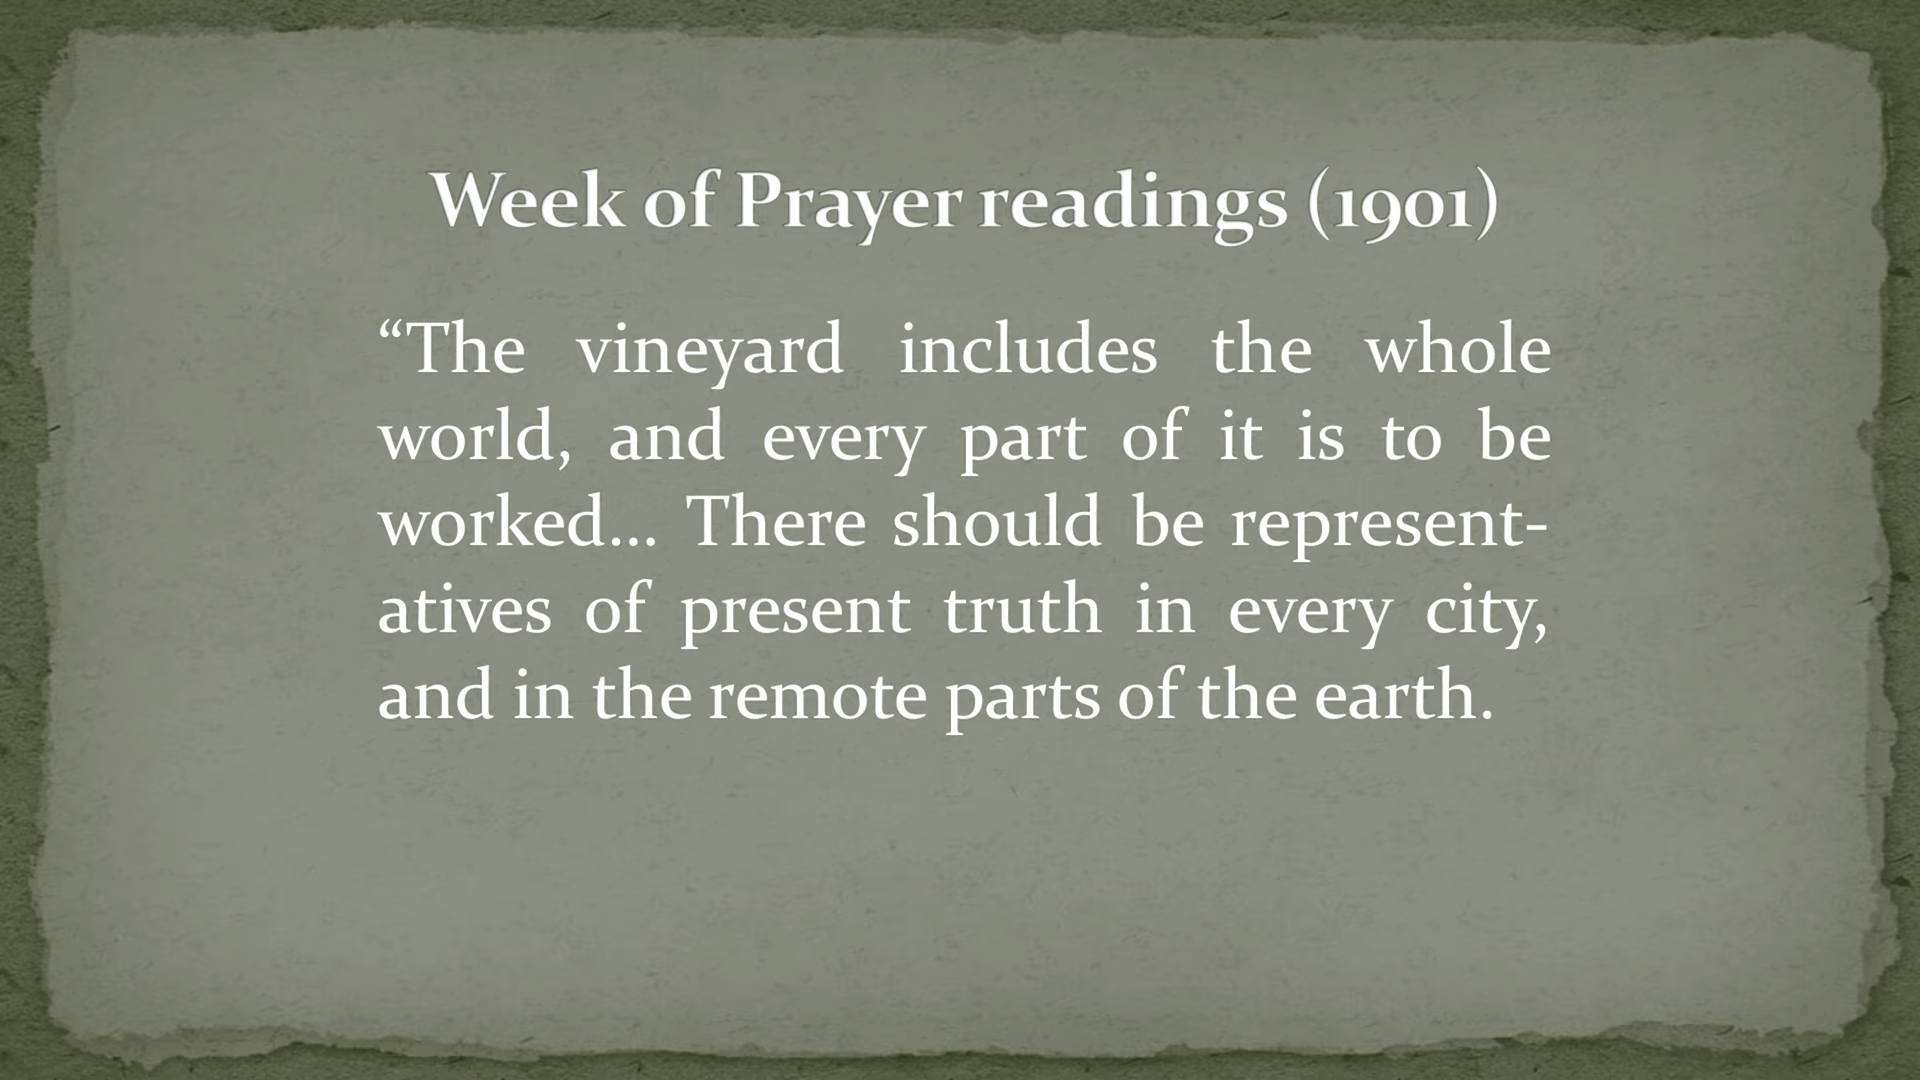 Week of Prayer readings (1901)
“The vineyard includes the whole
world, and every part of it is to be
worked... There should be represent-
atives of present truth in every city,
and in the remote parts of the earth.